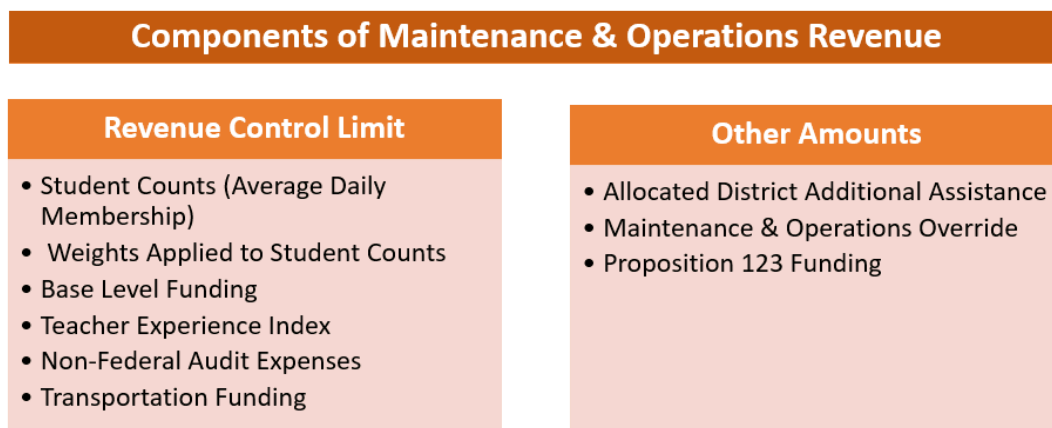 Components of Maintenance & Operations Revenue
Revenue Control Limit
• Student Counts (Average Daily
Membership)
• Weights Applied to Student Counts
• Base Level Funding
• Teacher Experience Index
• Non-Federal Audit Expenses
• Transportation Funding
Other Amounts
• Allocated District Additional Assistance
• Maintenance & Operations Override
• Proposition 123 Funding